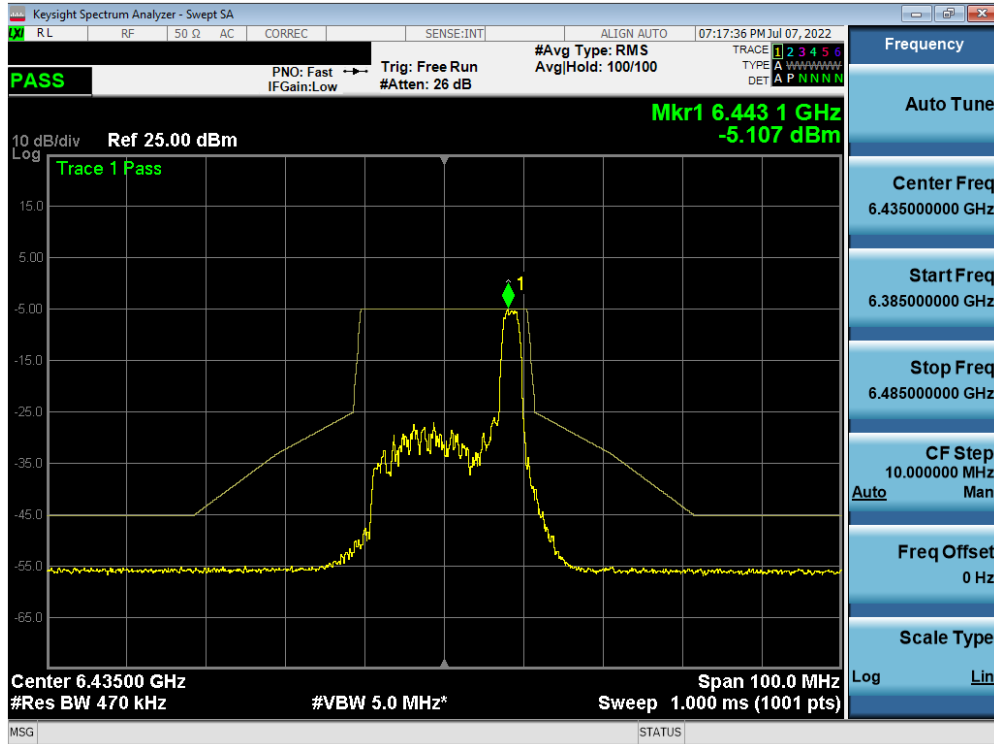 Keysight Spectrum Analyzer - Swept SA
LXI RL RF 50 Ω AC CORREC SENSE:INT ALIGN AUTO 07:17:36 PM Jul 07, 2022
PASS
PNO: Fast
IFGain:Low
Trig: Free Run
#Atten: 26 dB
#Avg Type: RMS
Avg|Hold: 100/100
TRACE 1 2 3 4 5 6
TYPE A WWWWW
DET A P N N N N
Mkr1 6.443 1 GHz
-5.107 dBm
10 dB/div Ref 25.00 dBm
Log
Trace 1 Pass
15.0
5.00
-5.00
-15.0
-25.0
-35.0
-45.0
-55.0
-65.0
1
Center 6.43500 GHz
Span 100.0 MHz
#Res BW 470 kHz
#VBW 5.0 MHz*
Sweep 1.000 ms (1001 pts)
MSG
STATUS
Frequency
Auto Tune
Center Freq
6.435000000 GHz
Start Freq
6.385000000 GHz
Stop Freq
6.485000000 GHz
CF Step
10.000000 MHz
Auto Man
Freq Offset
0 Hz
Scale Type
Log Lin